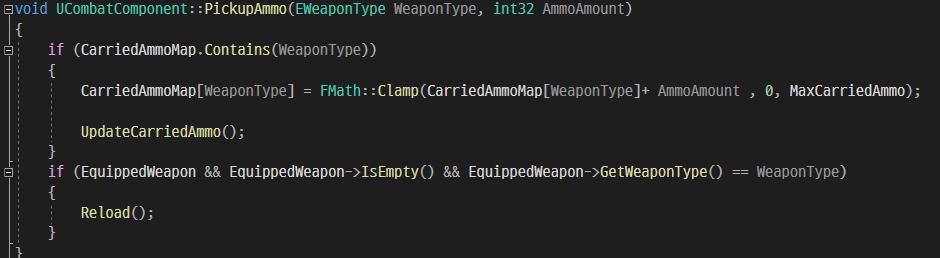 void UCombatComponent::PickupAmmo(EWeaponType WeaponType, int32 AmmoAmount)
{
if (CarriedAmmoMap.Contains(WeaponType))
{
CarriedAmmoMap[WeaponType] = FMath::Clamp(CarriedAmmoMap[WeaponType]+ AmmoAmount , 0, MaxCarriedAmmo);
UpdateCarriedAmmo();
}
if (EquippedWeapon && EquippedWeapon->IsEmpty() && EquippedWeapon->GetWeaponType() == WeaponType)
{
Reload();
}
}